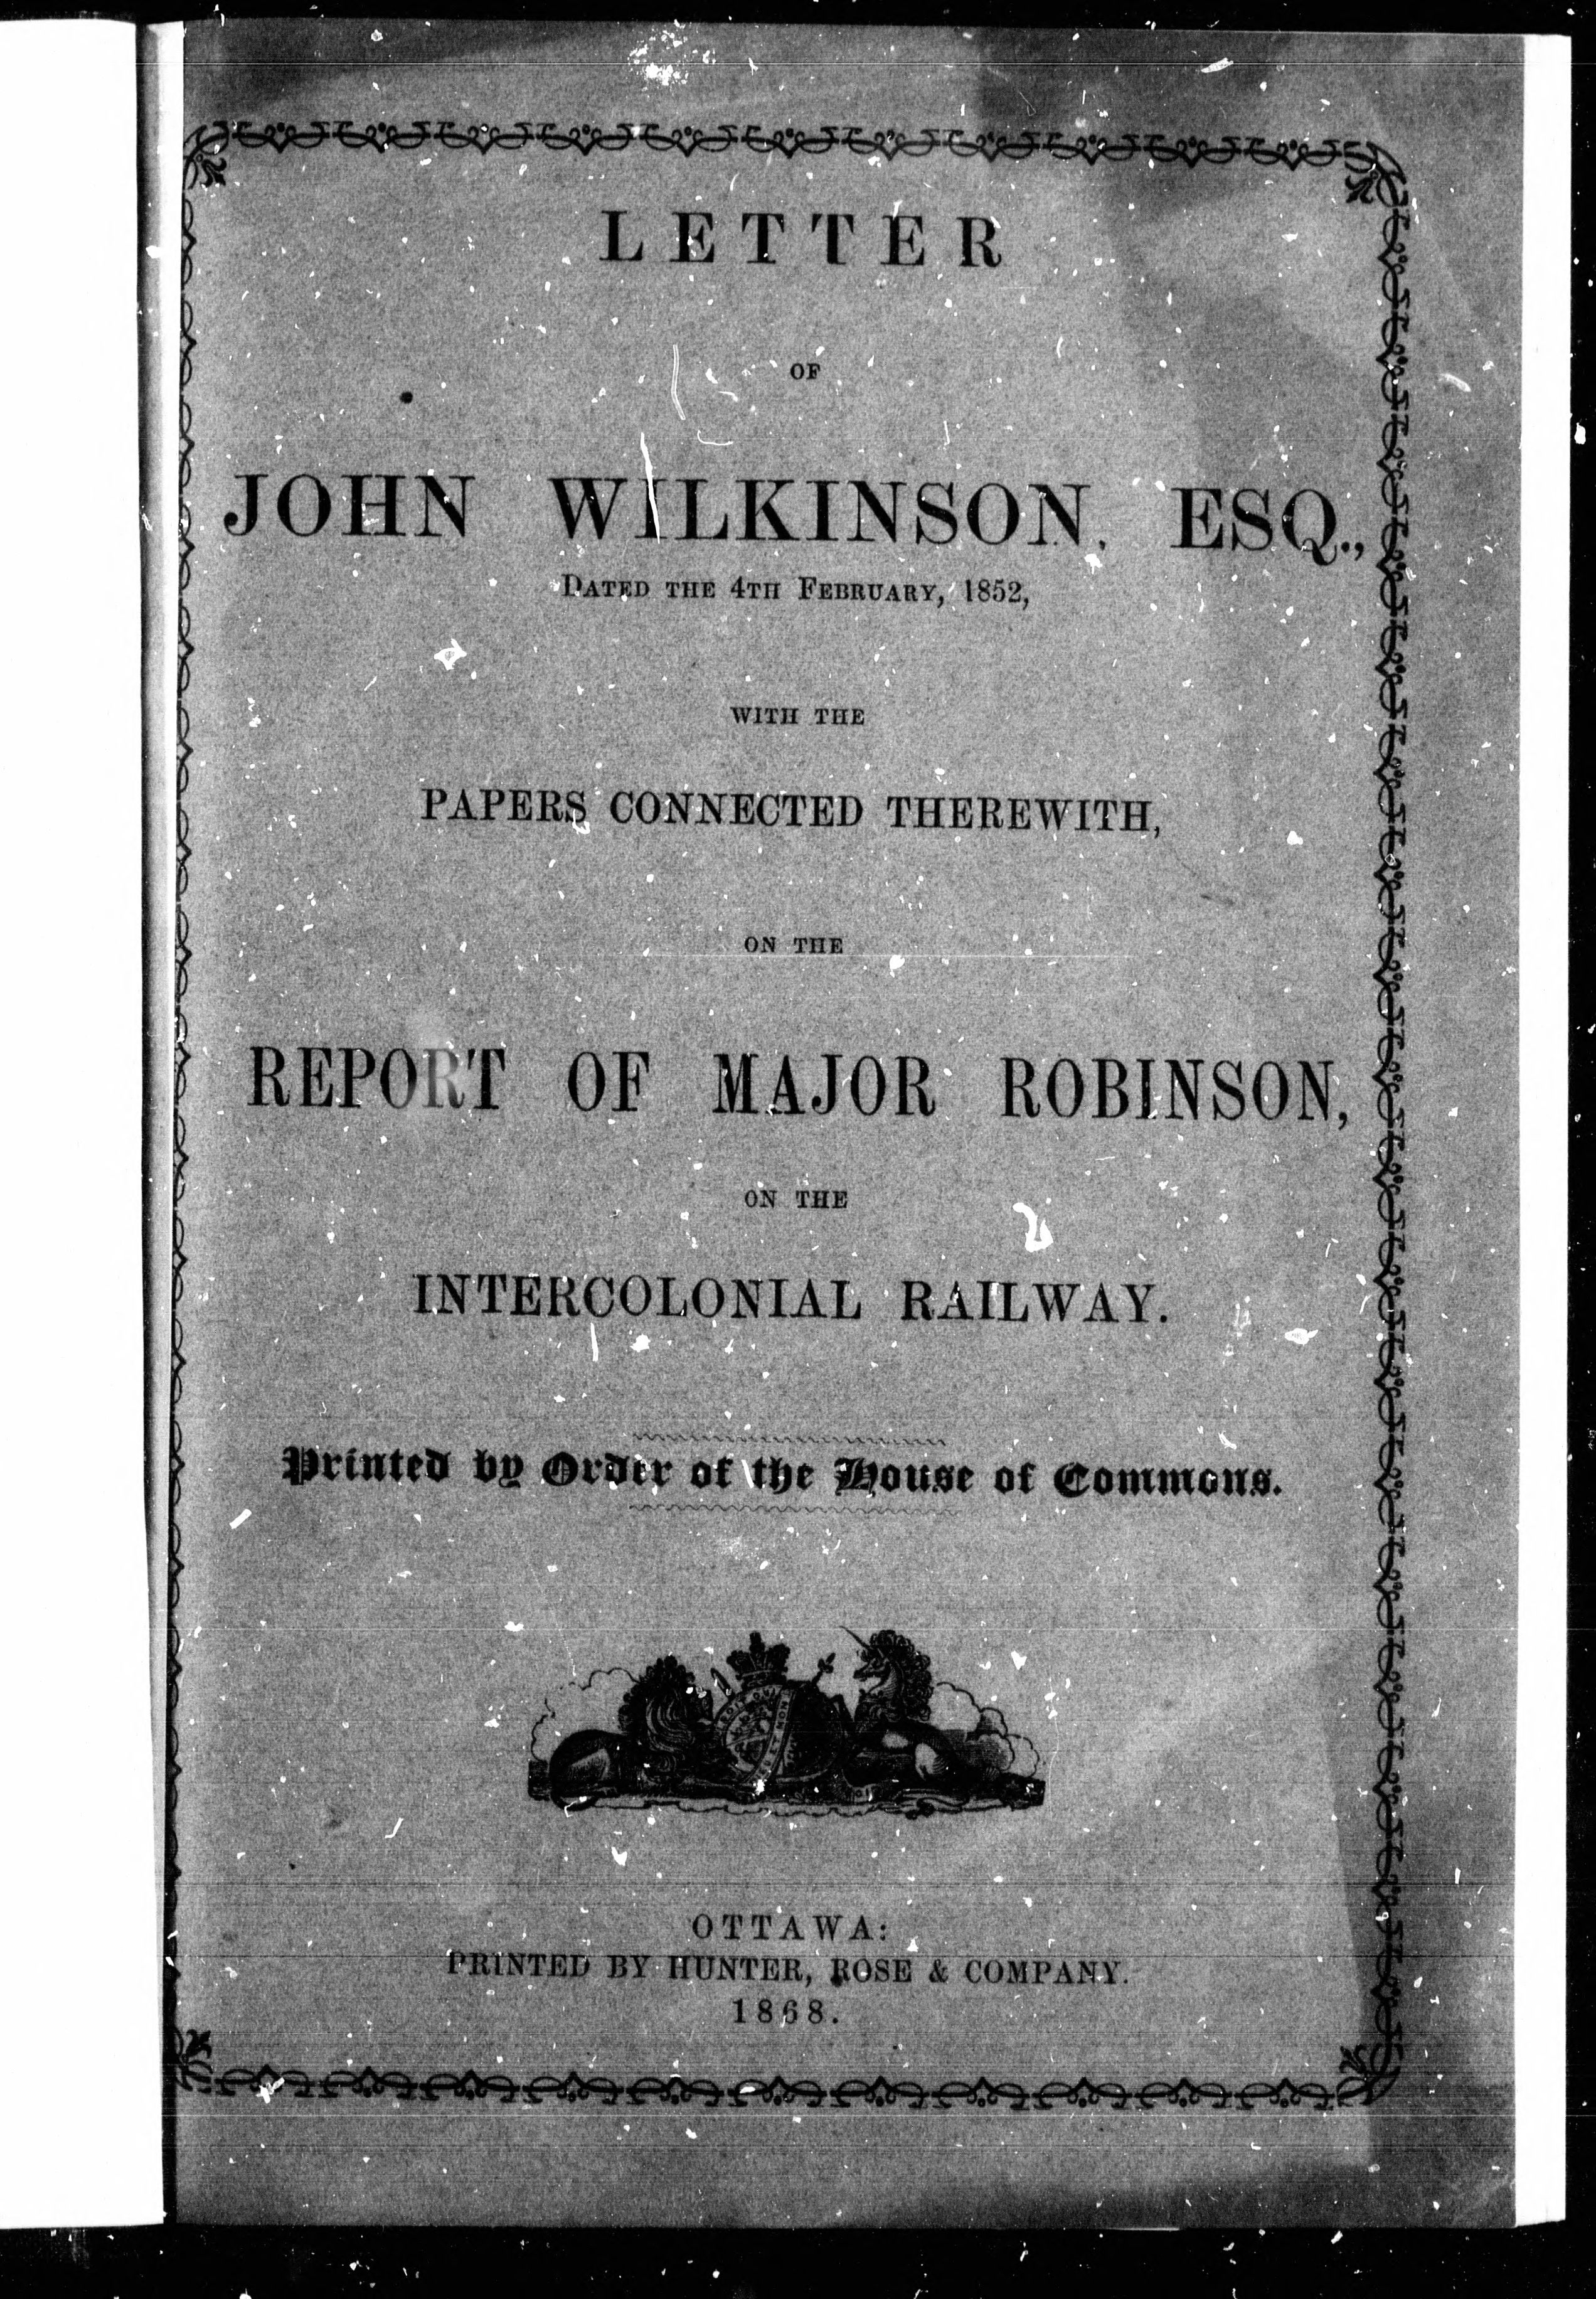 LETTER
OF
JOHN WILKINSON, ESQ.,
DATED THE 4TH FEBRUARY, 1852,
WITH THE
PAPERS CONNECTED THEREWITH,
ON THE
REPORT OF MAJOR ROBINSON,
ON THE
INTERCOLONIAL RAILWAY.
Printed by Order of the House of Commons.
OTTAWA:
PRINTED BY HUNTER, ROSE & COMPANY.
1868.